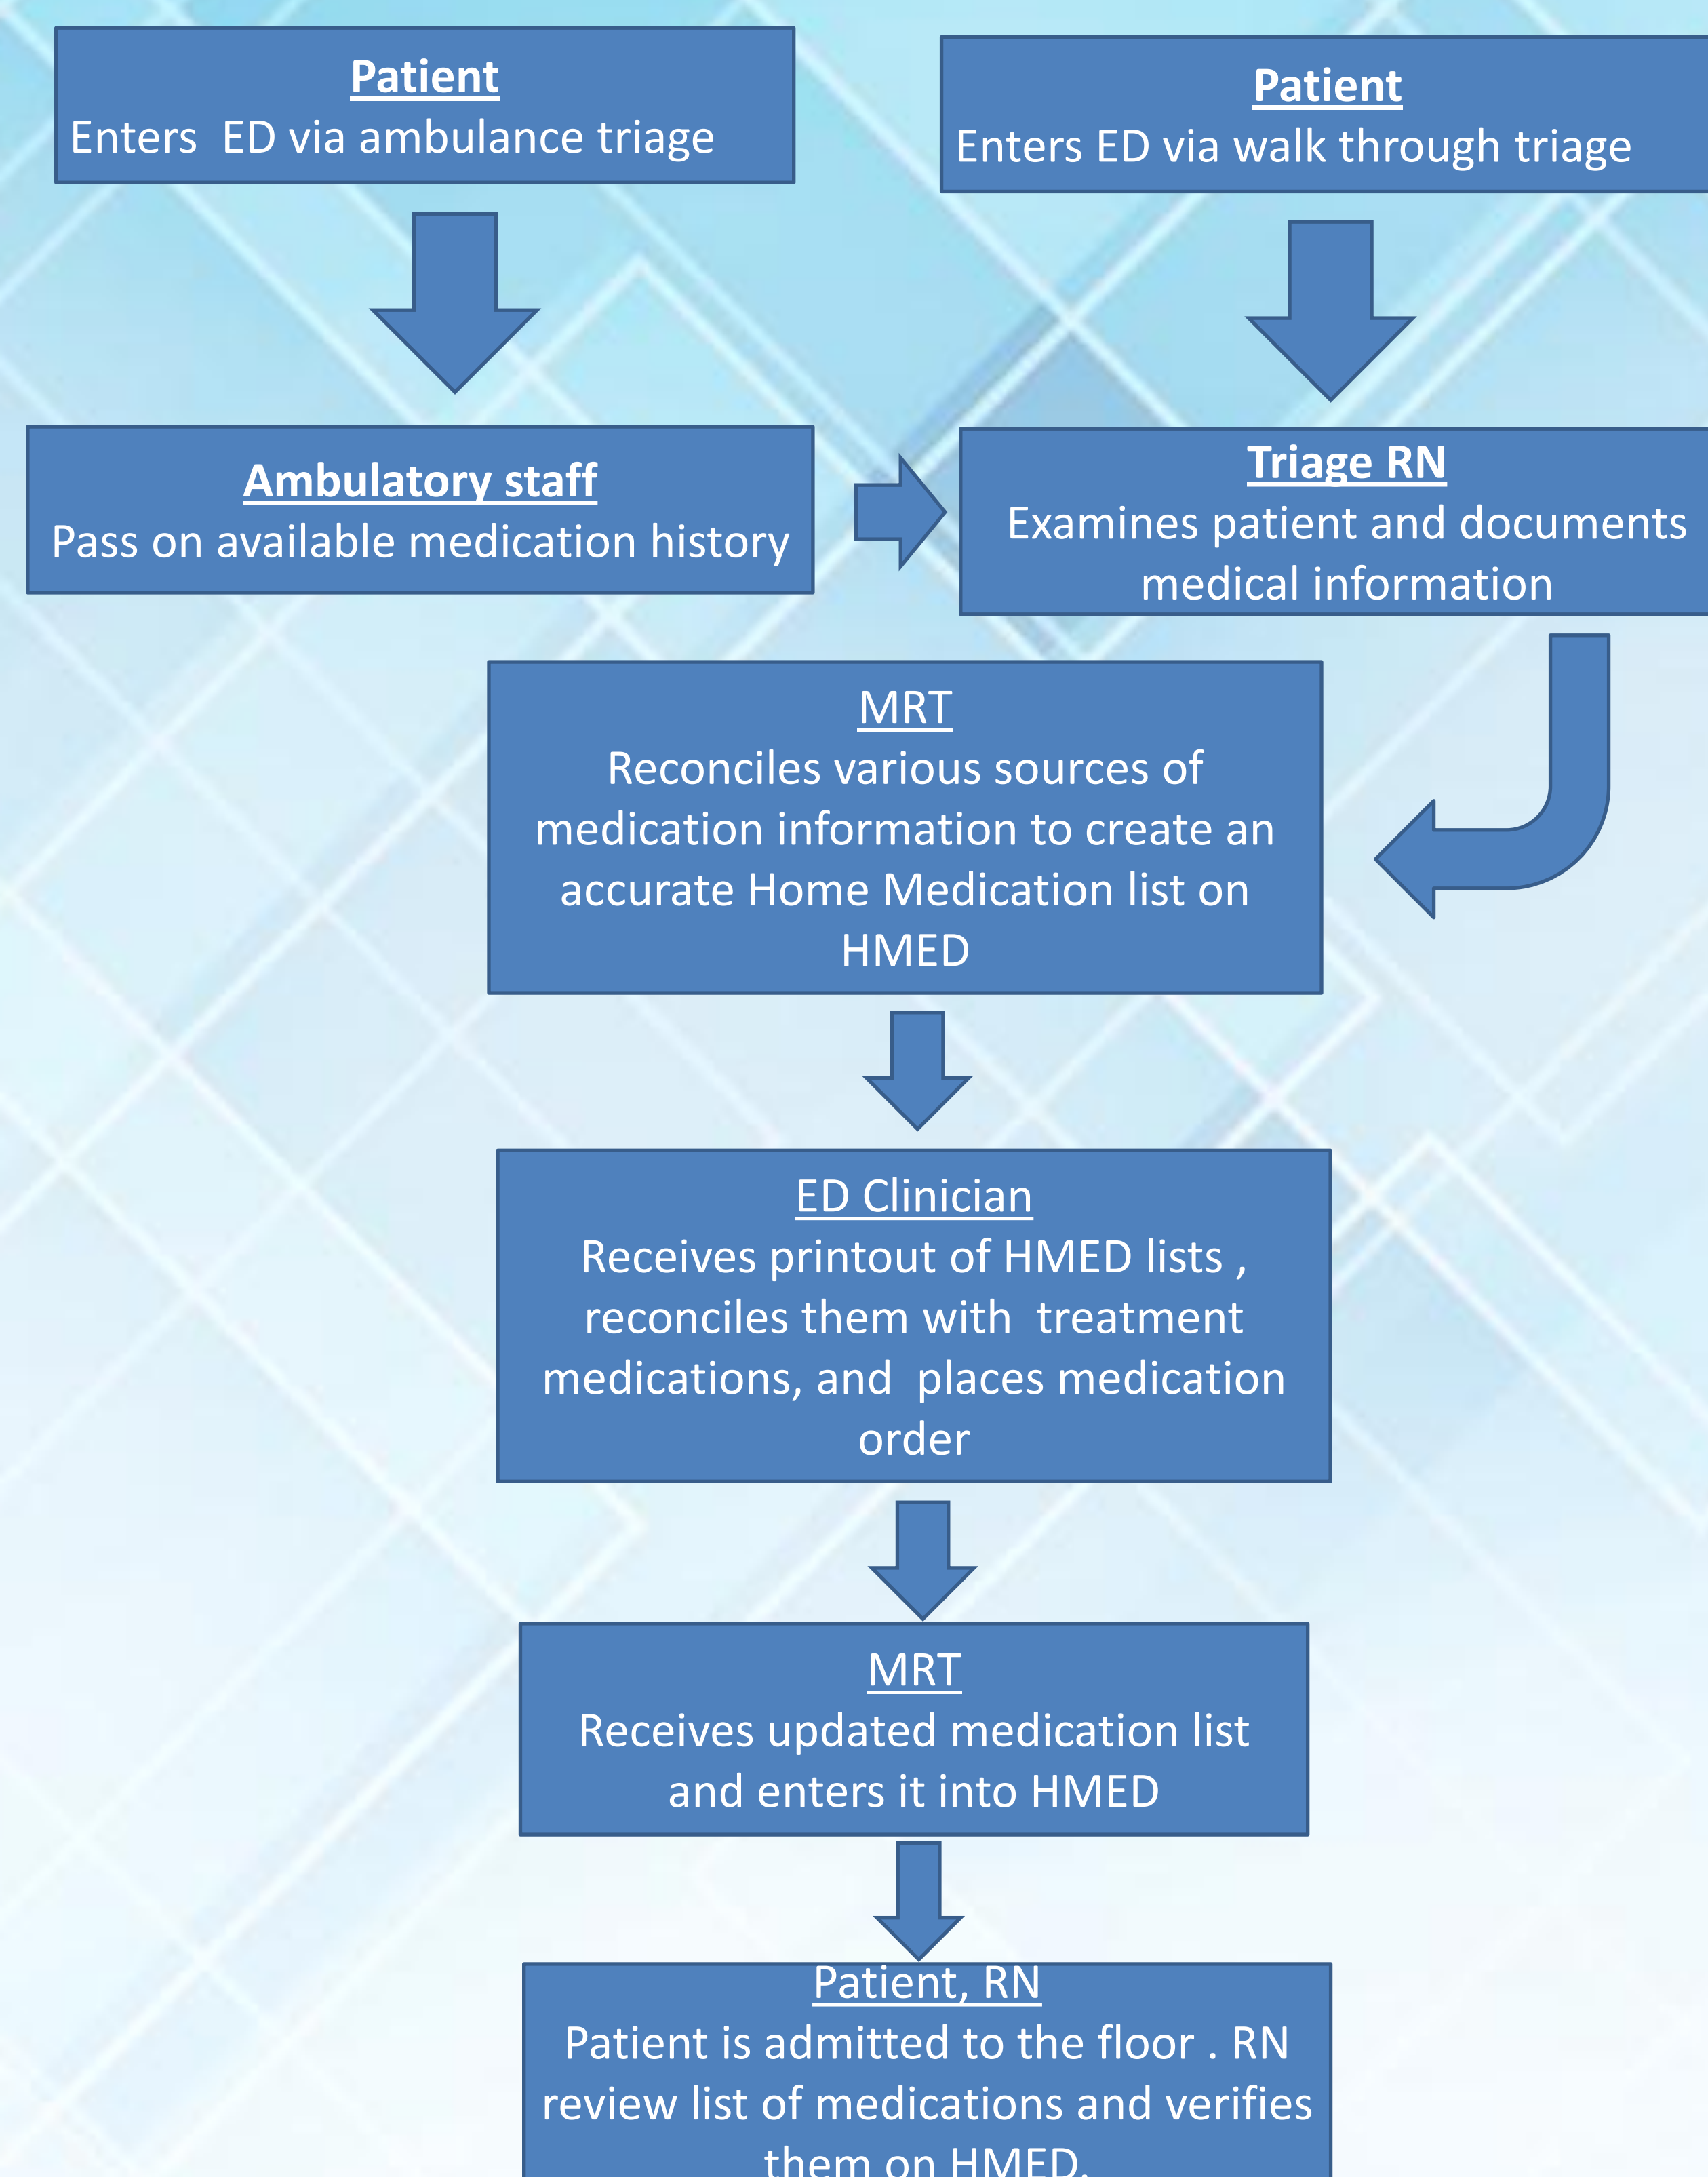 Patient
Enters  ED via ambulance triage
Patient
Enters ED via walk through triage
Ambulatory staff
Pass on available medication history
Triage RN
Examines patient and documents
medical information
MRT
Reconciles various sources of
medication information to create an
accurate Home Medication list on
HMED
ED Clinician
Receives printout of HMED lists ,
reconciles them with  treatment
medications, and  places medication
order
MRT
Receives updated medication list
and enters it into HMED
Patient, RN
Patient is admitted to the floor . RN
review list of medications and verifies
them on HMED.